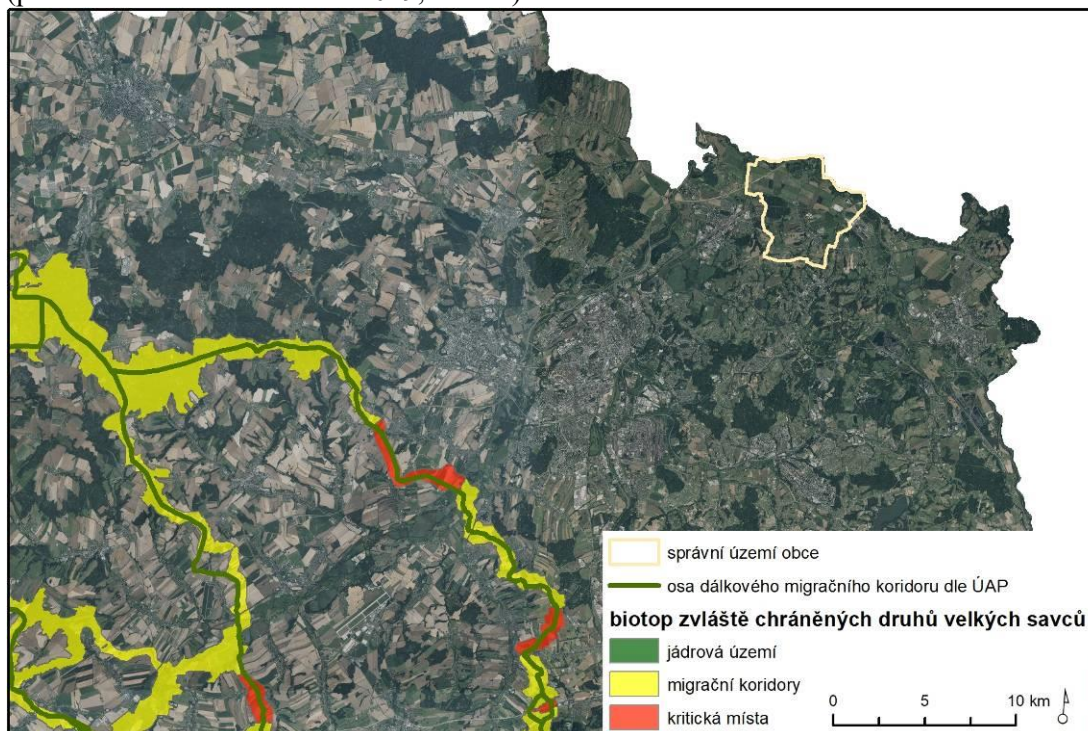 správní území obce
osa dálkového migračního koridoru dle ÚAP
biotop zvláště chráněných druhů velkých savců
jádrová území
migrační koridory
kritická místa
0 5 10 km